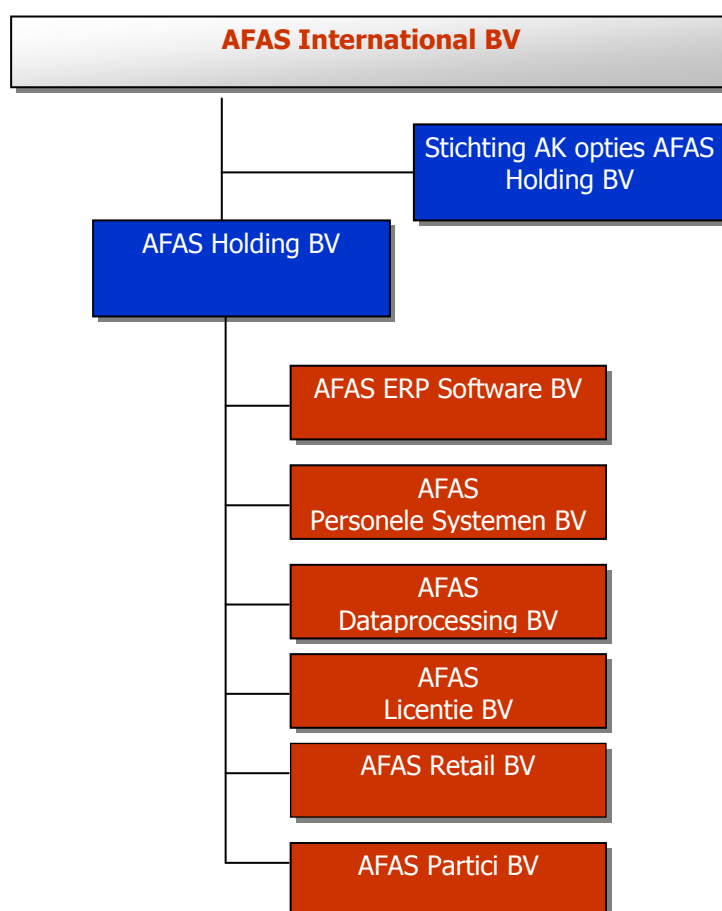 AFAS International BV
Stichting AK opties AFAS
Holding BV
AFAS Holding BV
AFAS ERP Software BV
AFAS
Personele Systemen BV
AFAS
Dataprocessing BV
AFAS
Licentie BV
AFAS Retail BV
AFAS Partici BV